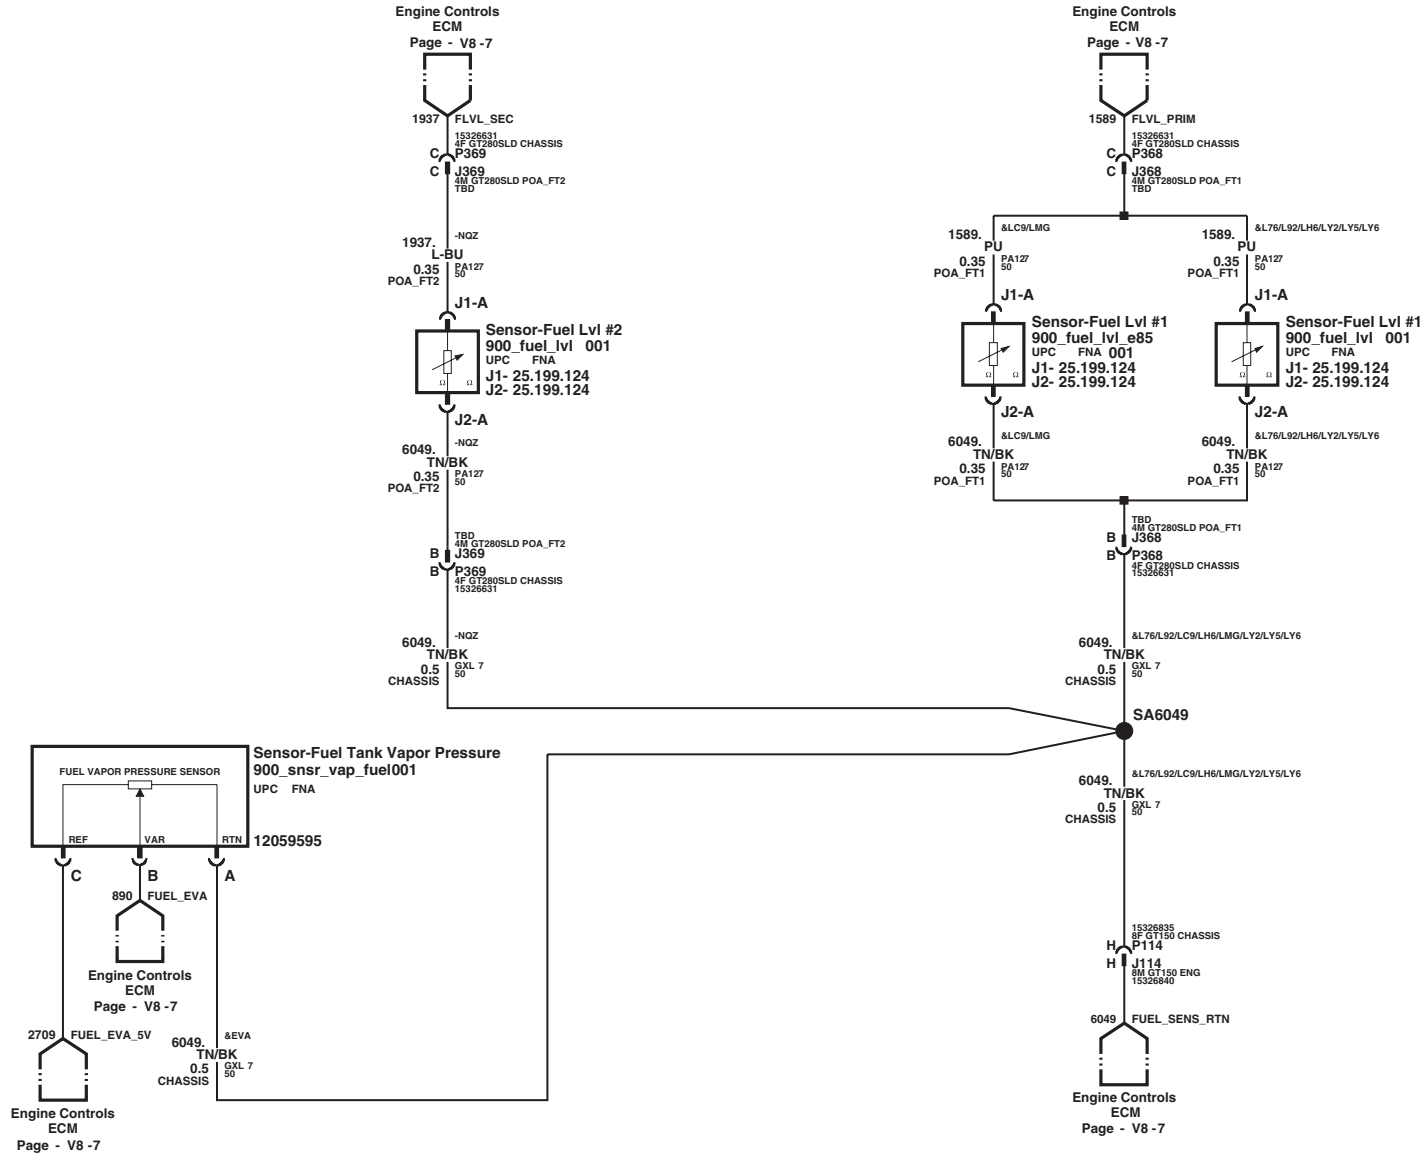 Engine Controls
ECM
Page - V8 -7
1937 FLVL_SEC
15326631
4F GT280SLD CHASSIS
C P369
C J369
4M GT280SLD POA_FT2
TBD
-NQZ
1937.
L-BU
0.35 PA127
50
POA_FT2
J1-A
Sensor-Fuel Lvl #2
900_fuel_lvl 001
UPC FNA
J1- 25.199.124
J2- 25.199.124
Ω Ω
J2-A
-NQZ
6049.
TN/BK
0.35 PA127
50
POA_FT2
TBD
4M GT280SLD POA_FT2
B J369
B P369
4F GT280SLD CHASSIS
15326631
-NQZ
6049.
TN/BK
0.5 GXL 7
50
CHASSIS
Engine Controls
ECM
Page - V8 -7
1589 FLVL_PRIM
15326631
4F GT280SLD CHASSIS
C P368
C J368
4M GT280SLD POA_FT1
TBD
&LC9/LMG
1589.
PU
0.35 PA127
50
POA_FT1
J1-A
Sensor-Fuel Lvl #1
900_fuel_lvl_e85
UPC FNA 001
J1- 25.199.124
J2- 25.199.124
Ω Ω
J2-A
&LC9/LMG
6049.
TN/BK
0.35 PA127
50
POA_FT1
&L76/L92/LH6/LY2/LY5/LY6
1589.
PU
0.35 PA127
50
POA_FT1
J1-A
Sensor-Fuel Lvl #1
900_fuel_lvl 001
UPC FNA
J1- 25.199.124
J2- 25.199.124
Ω Ω
J2-A
&L76/L92/LH6/LY2/LY5/LY6
6049.
TN/BK
0.35 PA127
50
POA_FT1
TBD
4M GT280SLD POA_FT1
B J368
B P368
4F GT280SLD CHASSIS
15326631
&L76/L92/LC9/LH6/LMG/LY2/LY5/LY6
6049.
TN/BK
0.5 GXL 7
50
CHASSIS
SA6049
&L76/L92/LC9/LH6/LMG/LY2/LY5/LY6
6049.
TN/BK
0.5 GXL 7
50
CHASSIS
15326835
8F GT150 CHASSIS
H P114
H J114
8M GT150 ENG
15326840
6049 FUEL_SENS_RTN
Engine Controls
ECM
Page - V8 -7
Sensor-Fuel Tank Vapor Pressure
900_snsr_vap_fuel001
UPC FNA
FUEL VAPOR PRESSURE SENSOR
REF VAR RTN 12059595
C B A
890 FUEL_EVA
Engine Controls
ECM
Page - V8 -7
2709 FUEL_EVA_5V
Engine Controls
ECM
Page - V8 -7
&EVA
6049.
TN/BK
0.5 GXL 7
50
CHASSIS